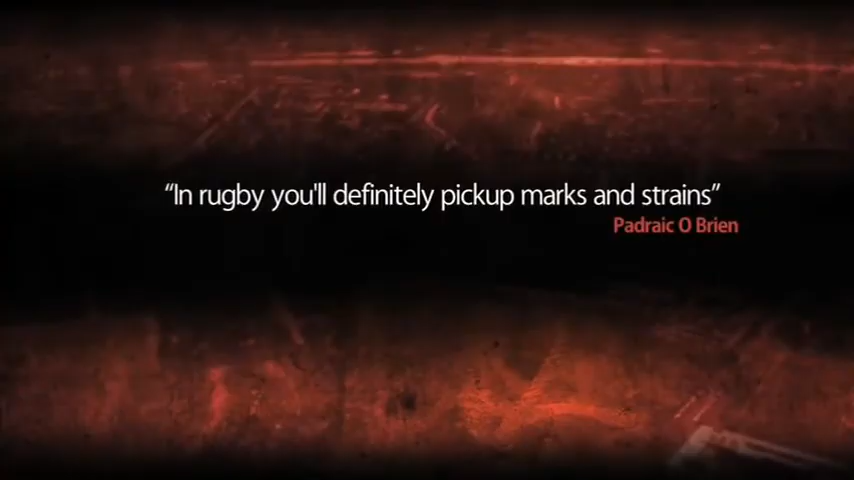 “In rugby you'll definitely pickup marks and strains”
Padraic O Brien